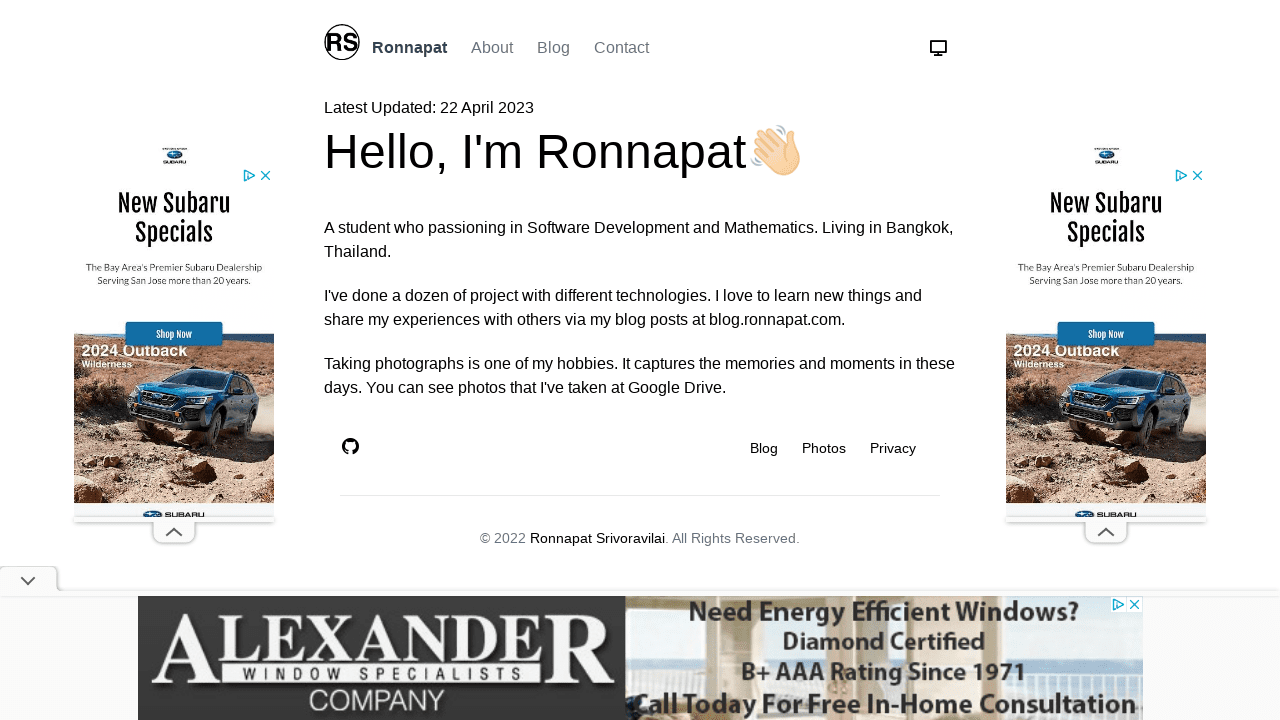 RS Ronnapat About Blog Contact
Latest Updated: 22 April 2023
Hello, I'm Ronnapat👋🏻
A student who passioning in Software Development and Mathematics. Living in Bangkok,
Thailand.
I've done a dozen of project with different technologies. I love to learn new things and
share my experiences with others via my blog posts at blog.ronnapat.com.
Taking photographs is one of my hobbies. It captures the memories and moments in these
days. You can see photos that I've taken at Google Drive.
Blog Photos Privacy
© 2022 Ronnapat Srivoravilai. All Rights Reserved.
SUBARU
New Subaru
Specials
The Bay Area's Premier Subaru Dealership
Serving San Jose more than 20 years.
Shop Now
2024 Outback
Wilderness
SUBARU
SUBARU
New Subaru
Specials
The Bay Area's Premier Subaru Dealership
Serving San Jose more than 20 years.
Shop Now
2024 Outback
Wilderness
SUBARU
ALEXANDER
WINDOW SPECIALISTS
COMPANY
Need Energy Efficient Windows?
Diamond Certified
B+ AAA Rating Since 1971
Call Today For Free In-Home Consultation